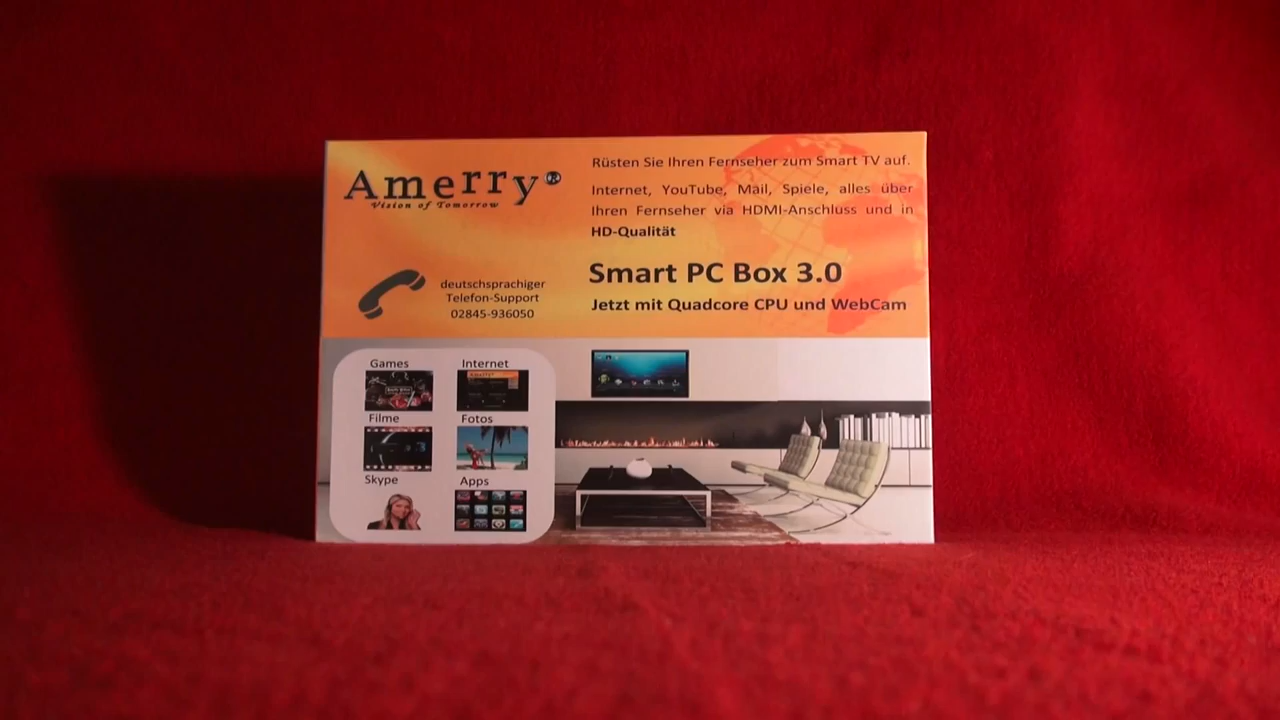 Amerry®
Vision of Tomorrow
Rüsten Sie Ihren Fernseher zum Smart TV auf.
Internet, YouTube, Mail, Spiele, alles über
Ihren Fernseher via HDMI-Anschluss und in
HD-Qualität
Smart PC Box 3.0
Jetzt mit Quadcore CPU und WebCam
deutschsprachiger
Telefon-Support
02845-936050
Games
Internet
Filme
Fotos
Skype
Apps